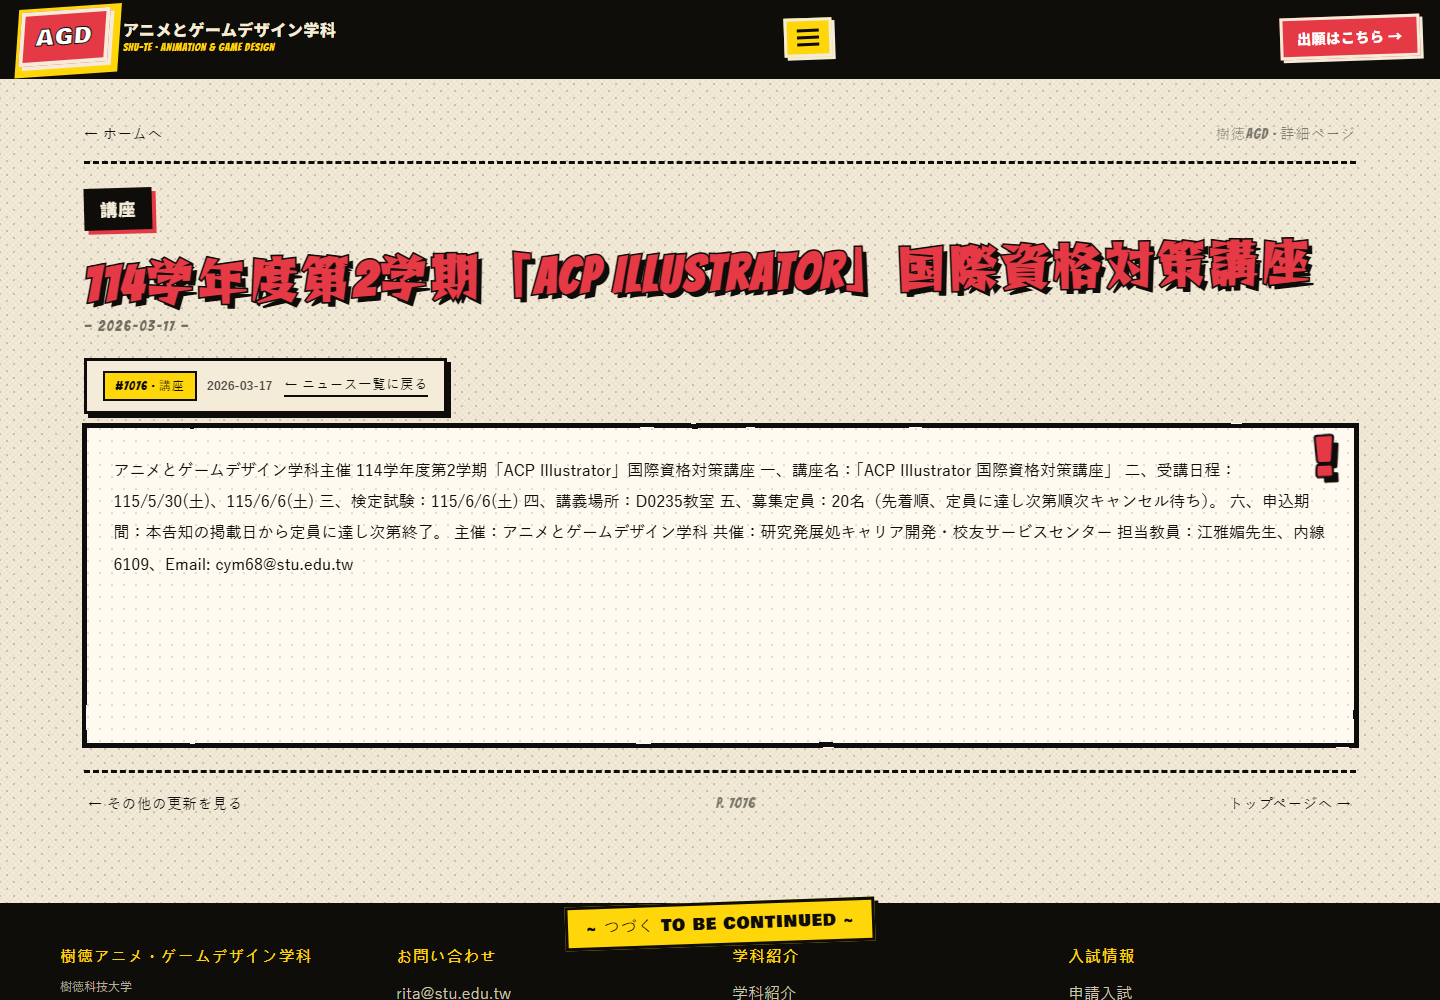 AGD
アニメとゲームデザイン学科
SHU-TE · ANIMATION & GAME DESIGN
出願はこちら →
← ホームへ
樹徳AGD · 詳細ページ
講座
114学年度第2学期「ACP ILLUSTRATOR」国際資格対策講座
— 2026-03-17 —
#7076 · 講座
2026-03-17
← ニュース一覧に戻る
アニメとゲームデザイン学科主催 114学年度第2学期「ACP Illustrator」国際資格対策講座 一、講座名：「ACP Illustrator 国際資格対策講座」 二、受講日程：
115/5/30(土)、115/6/6(土) 三、検定試験：115/6/6(土) 四、講義場所：D0235教室 五、募集定員：20名（先着順、定員に達し次第順次キャンセル待ち）。 六、申込期
間：本告知の掲載日から定員に達し次第終了。 主催：アニメとゲームデザイン学科 共催：研究発展処キャリア開発・校友サービスセンター 担当教員：江雅媚先生、内線
6109、Email: cym68@stu.edu.tw
!
← その他の更新を見る
P. 7076
トップページへ →
~ つづく TO BE CONTINUED ~
樹徳アニメ・ゲームデザイン学科
樹徳科技大学
お問い合わせ
rita@stu.edu.tw
学科紹介
学科紹介
入試情報
申請入試